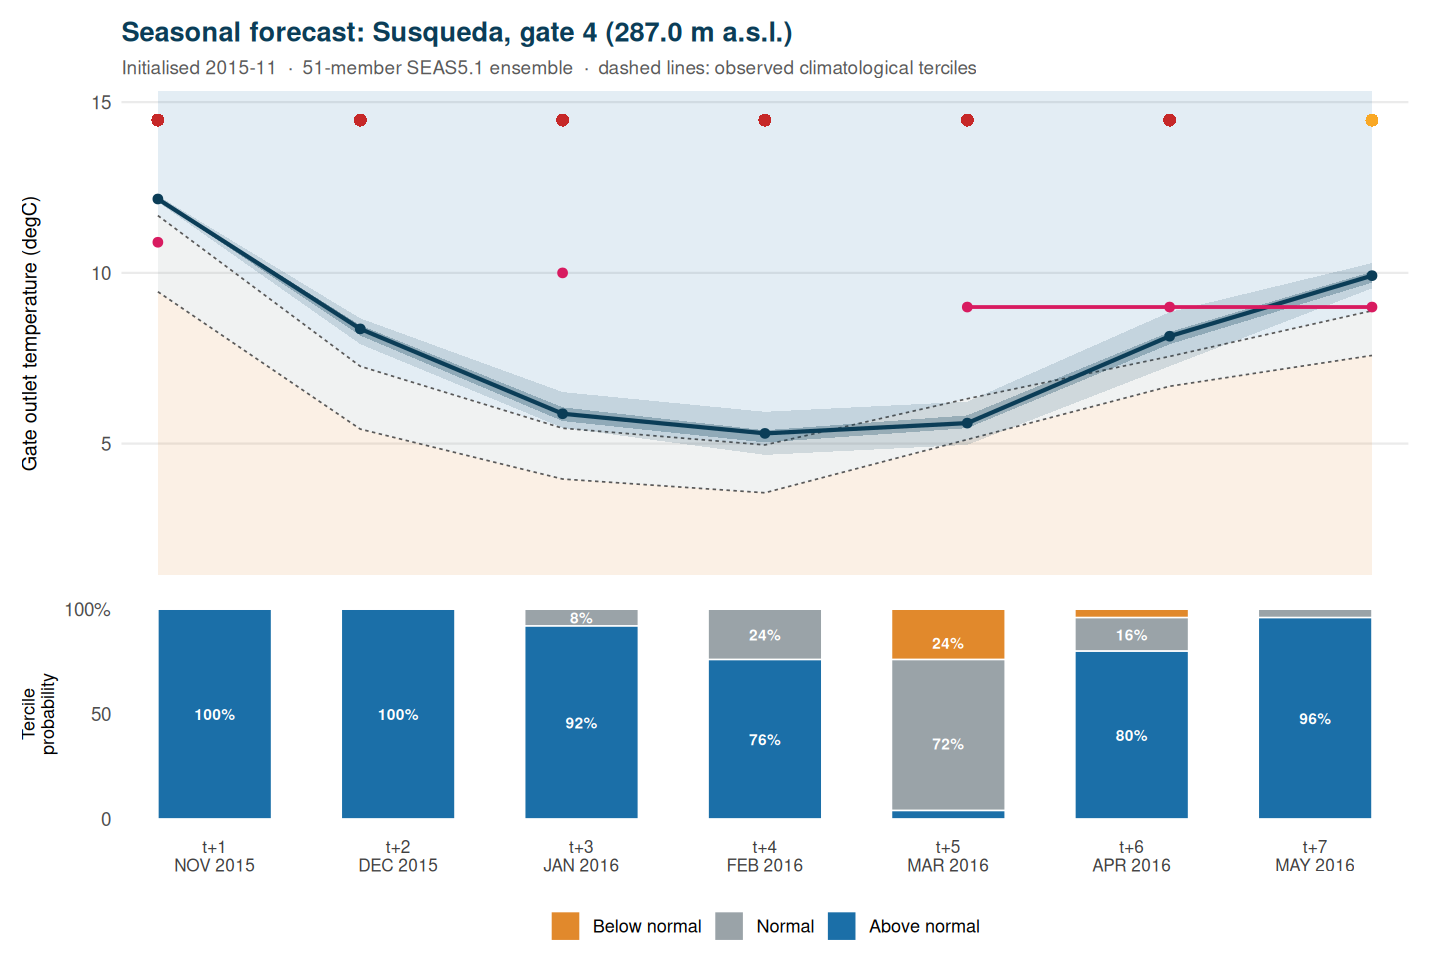 Seasonal forecast: Susqueda, gate 4 (287.0 m a.s.l.)
Initialised 2015-11 · 51-member SEAS5.1 ensemble · dashed lines: observed climatological terciles
Gate outlet temperature (degC)
15
10
5
Tercile
probability
100%
50
0
100%
100%
8%
92%
24%
76%
24%
72%
16%
80%
96%
t+1
NOV 2015
t+2
DEC 2015
t+3
JAN 2016
t+4
FEB 2016
t+5
MAR 2016
t+6
APR 2016
t+7
MAY 2016
Below normal
Normal
Above normal